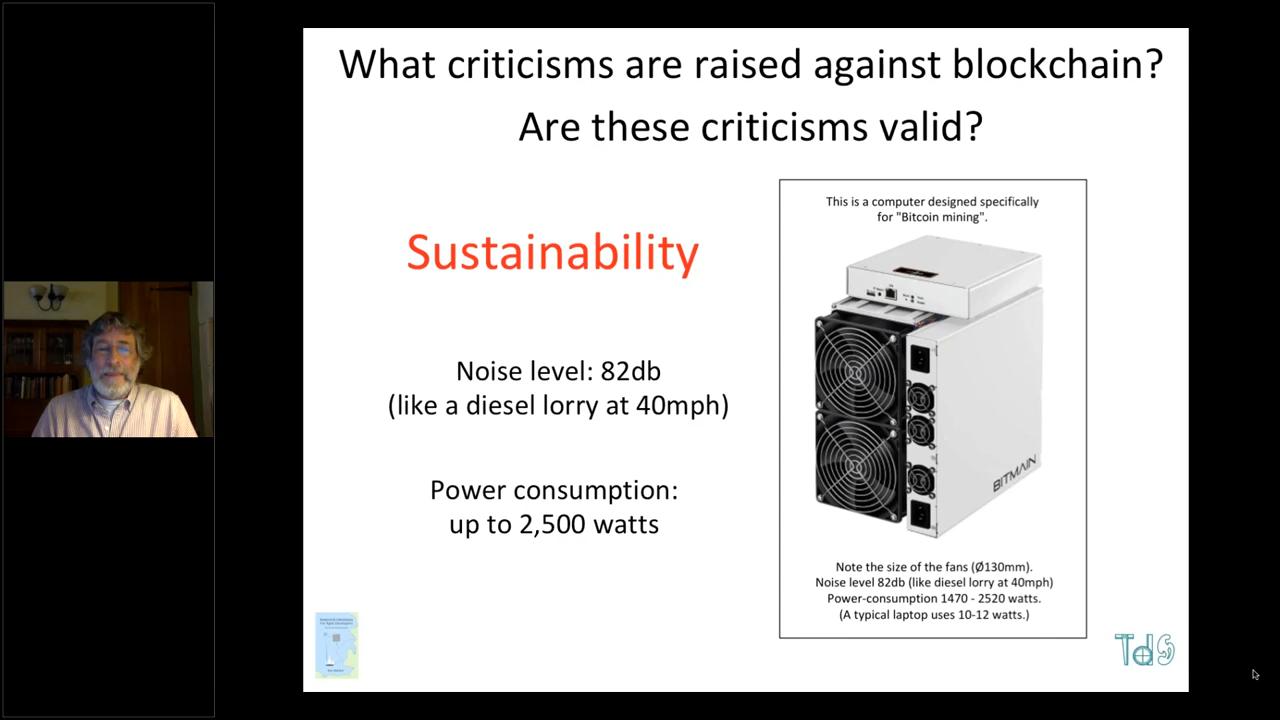 What criticisms are raised against blockchain?
Are these criticisms valid?
Sustainability
Noise level: 82db
(like a diesel lorry at 40mph)
Power consumption:
up to 2,500 watts
This is a computer designed specifically
for "Bitcoin mining".
BITMAIN
Note the size of the fans (Ø130mm).
Noise level 82db (like diesel lorry at 40mph)
Power-consumption 1470 - 2520 watts.
(A typical laptop uses 10-12 watts.)
TdS